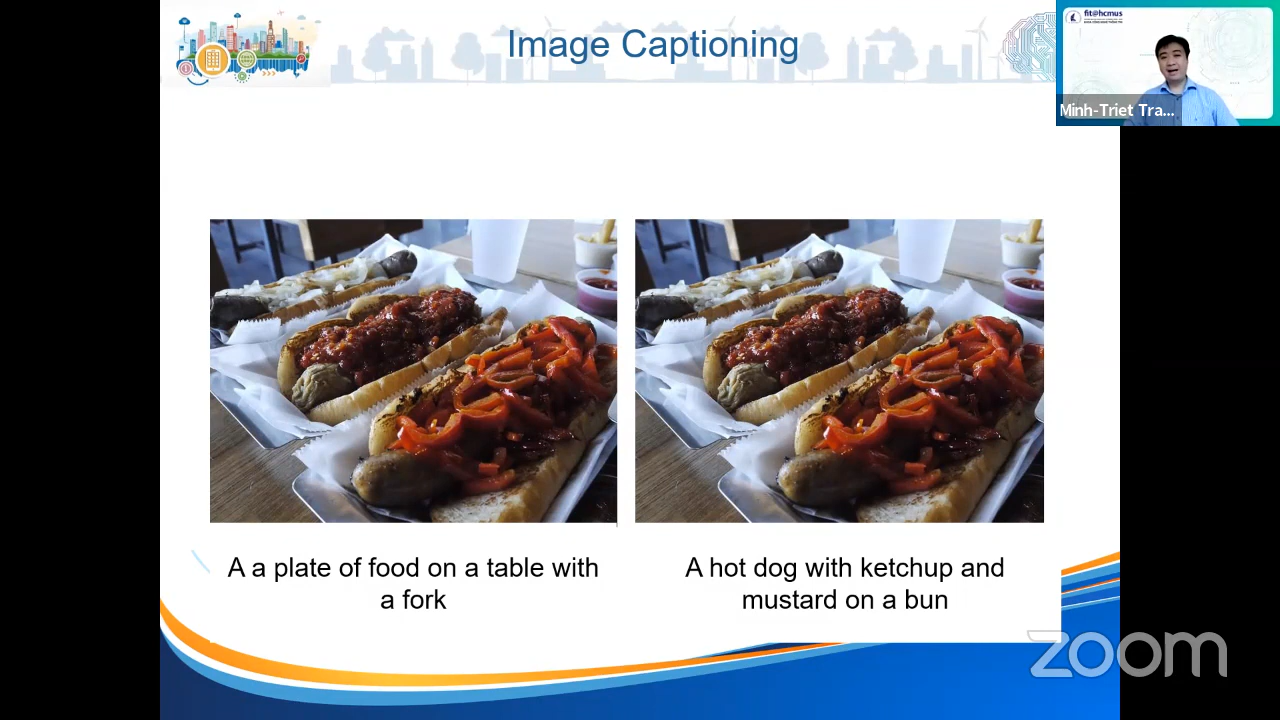 Image Captioning
fit@hcmus
Minh-Triet Tra...
A a plate of food on a table with
a fork
A hot dog with ketchup and
mustard on a bun
zoom